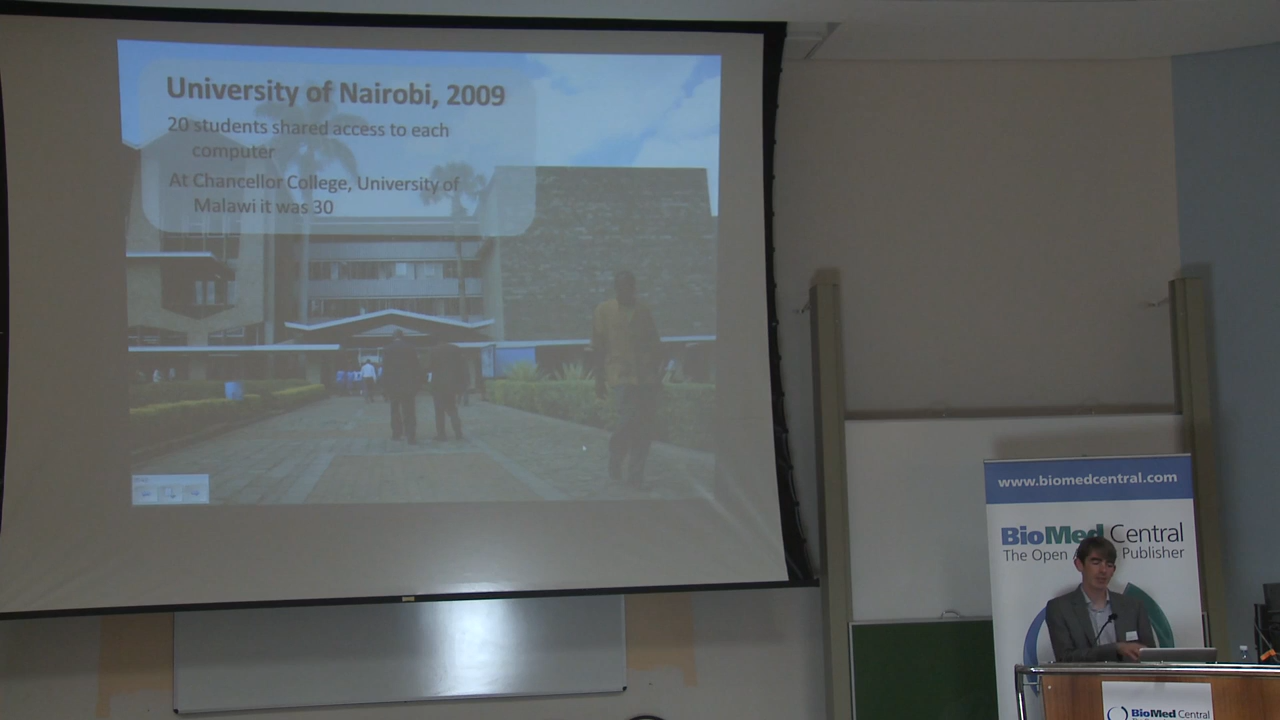 University of Nairobi, 2009
20 students shared access to each
computer
At Chancellor College, University of
Malawi it was 30
www.biomedcentral.com
BioMed Central
The Open Publisher
BioMed Central